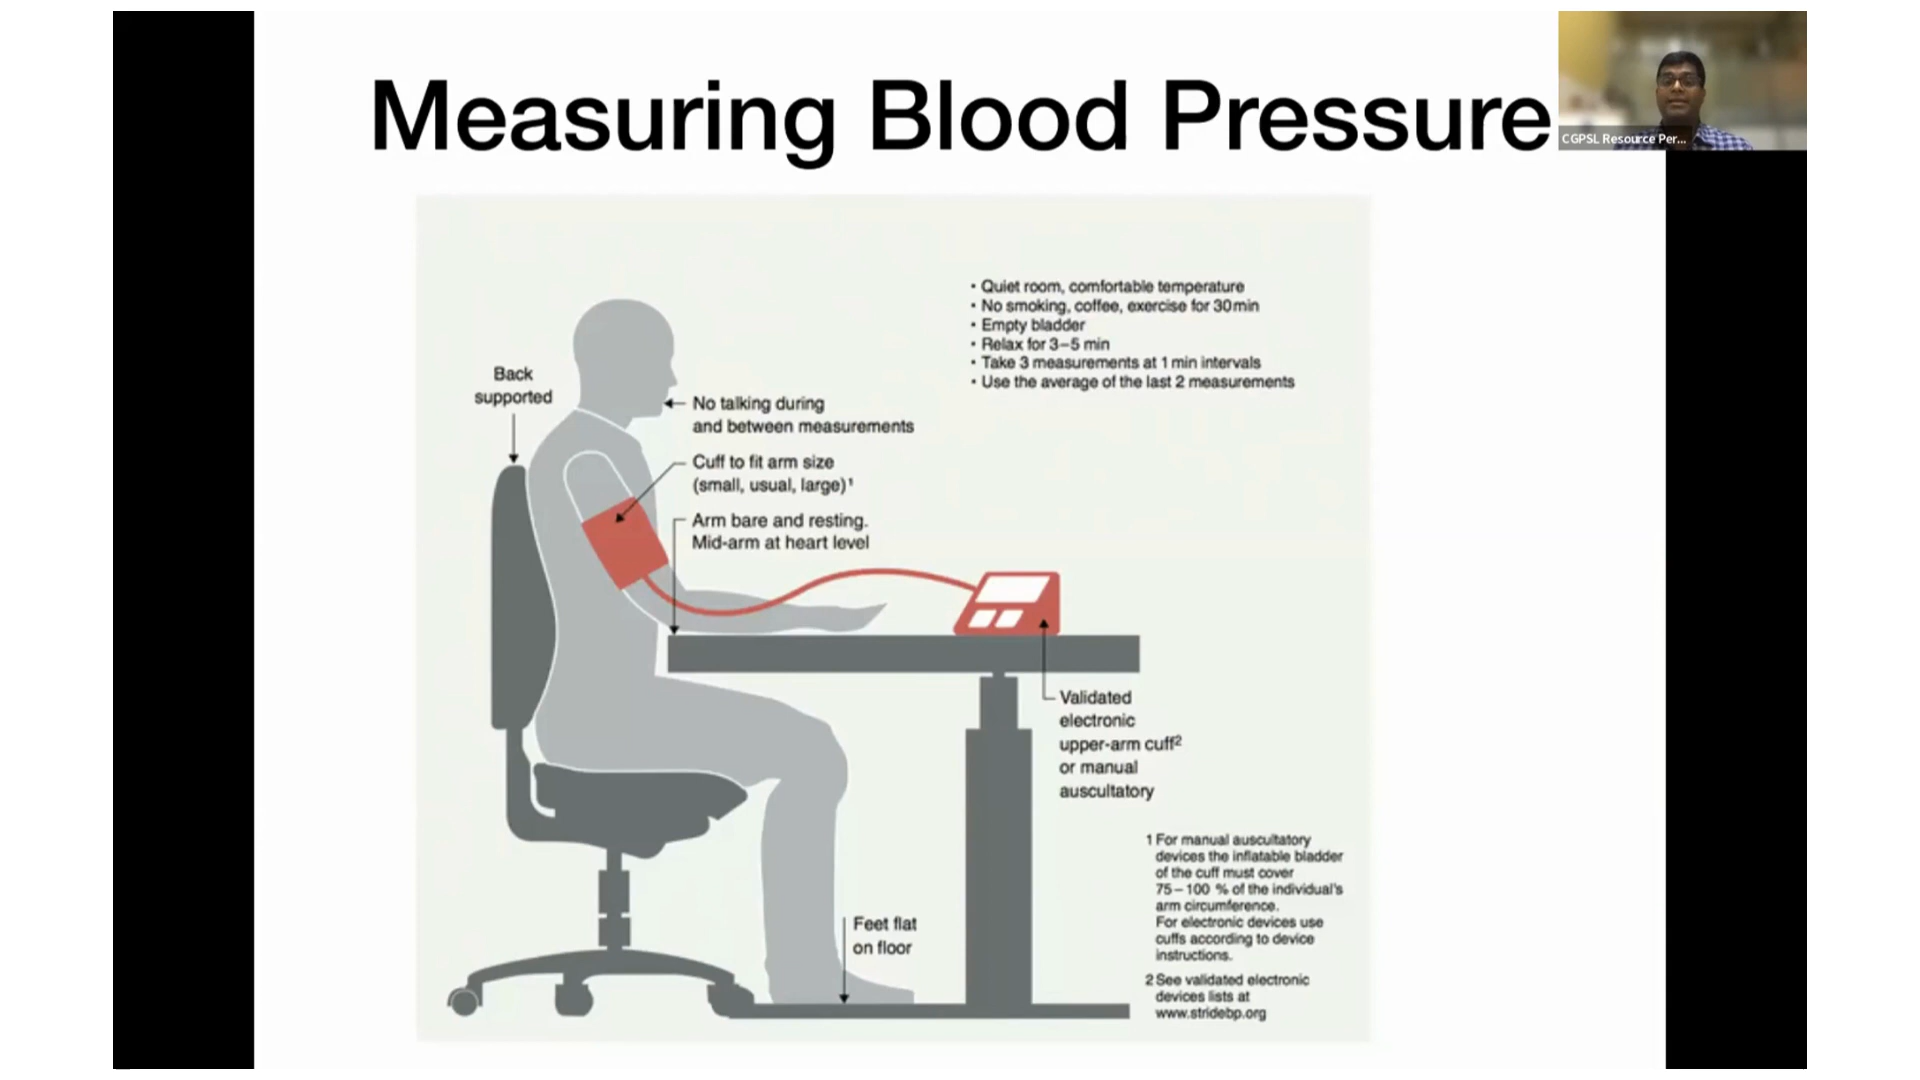 Measuring Blood Pressure
CGPSL Resource Per...
• Quiet room, comfortable temperature
• No smoking, coffee, exercise for 30 min
• Empty bladder
• Relax for 3–5 min
• Take 3 measurements at 1 min intervals
• Use the average of the last 2 measurements
Back
supported
No talking during
and between measurements
Cuff to fit arm size
(small, usual, large)¹
Arm bare and resting.
Mid-arm at heart level
Validated
electronic
upper-arm cuff²
or manual
auscultatory
Feet flat
on floor
1 For manual auscultatory
devices the inflatable bladder
of the cuff must cover
75–100 % of the individual's
arm circumference.
For electronic devices use
cuffs according to device
instructions.
2 See validated electronic
devices lists at
www.stridebp.org